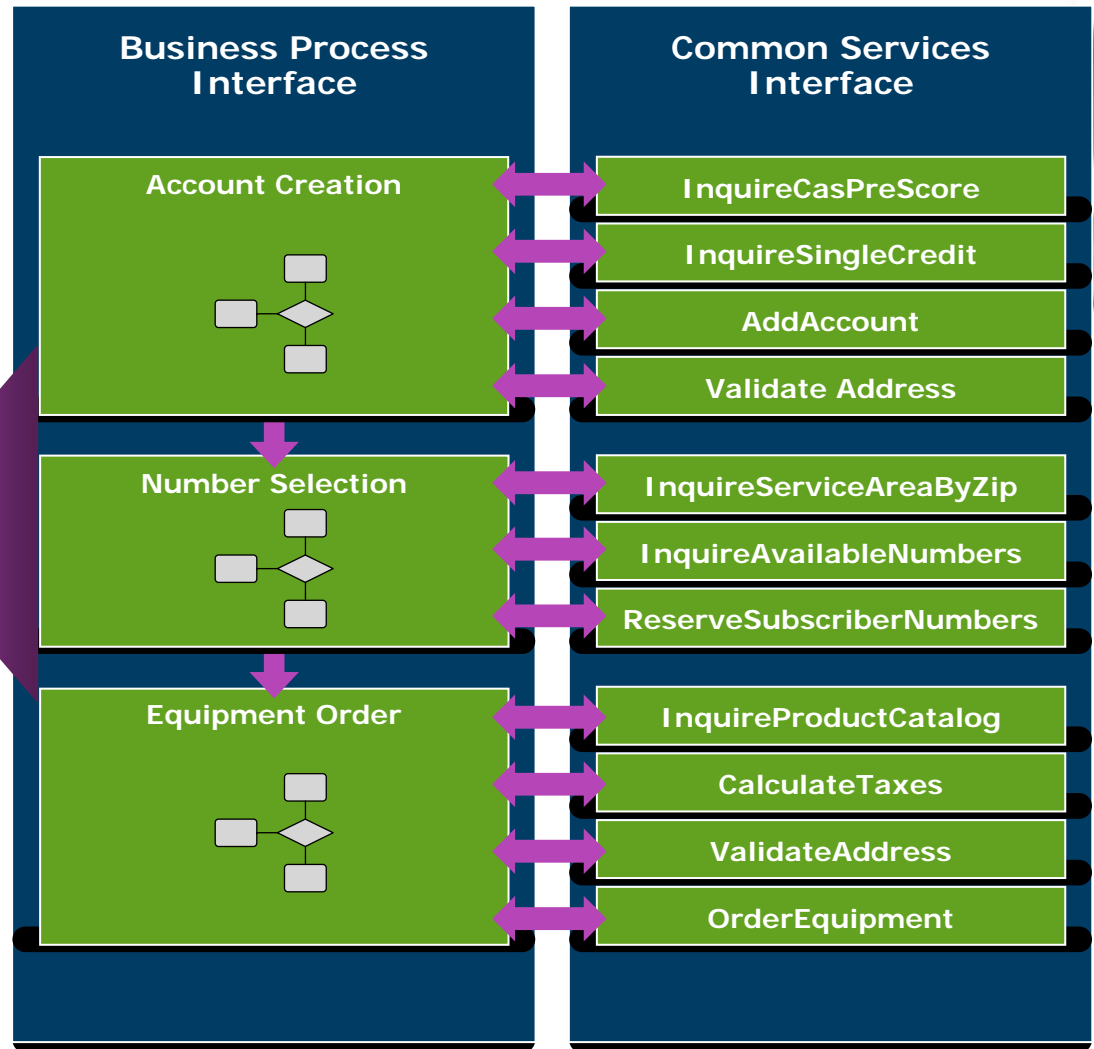 Business Process
Interface
Common Services
Interface
Account Creation
InquireCasPreScore
InquireSingleCredit
AddAccount
Validate Address
Number Selection
InquireServiceAreaByZip
InquireAvailableNumbers
ReserveSubscriberNumbers
Equipment Order
InquireProductCatalog
CalculateTaxes
ValidateAddress
OrderEquipment